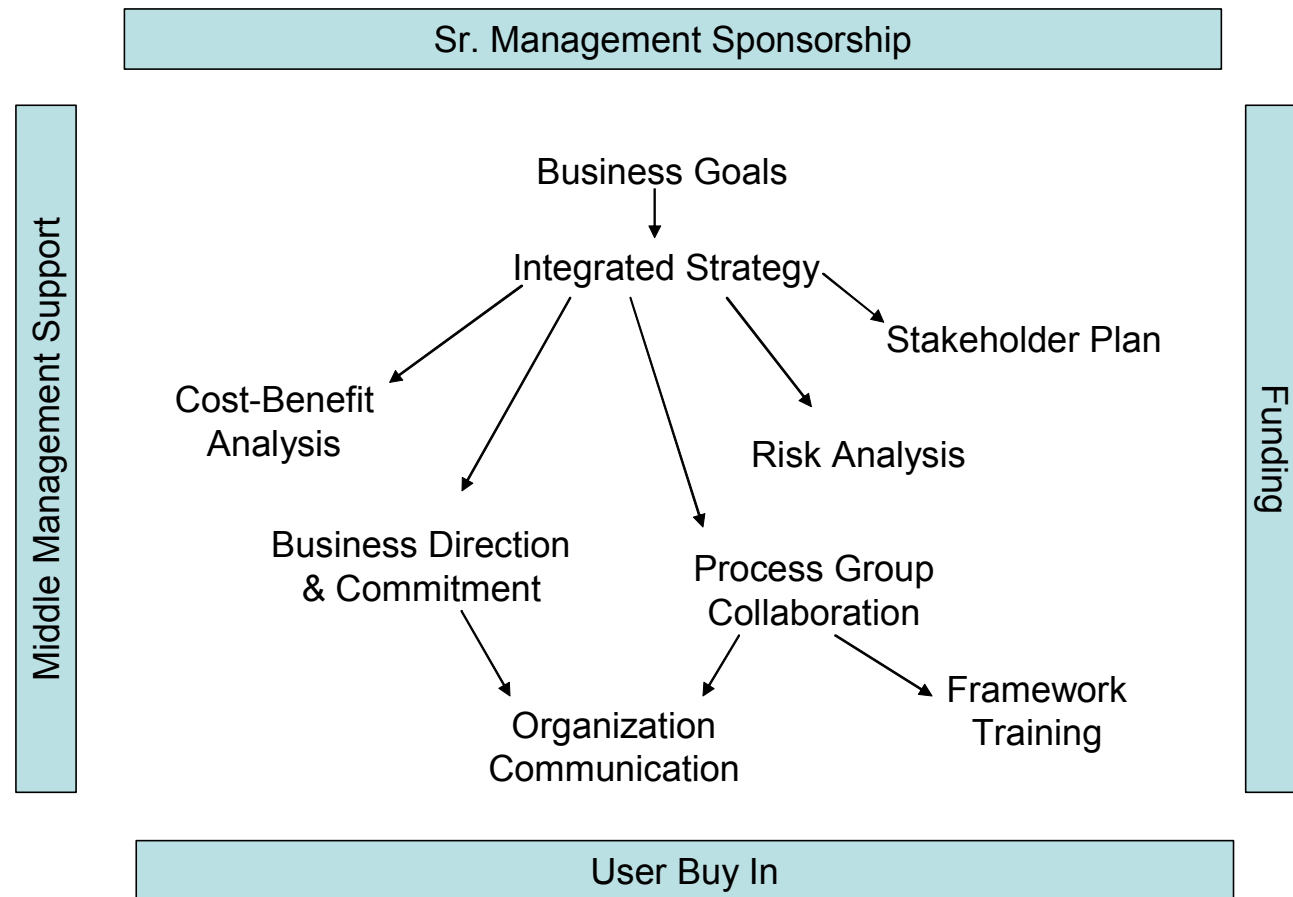 Sr. Management Sponsorship
Middle Management Support
Business Goals
Integrated Strategy
Stakeholder Plan
Cost-Benefit
Analysis
Risk Analysis
Business Direction
& Commitment
Process Group
Collaboration
Framework
Training
Organization
Communication
Funding
User Buy In